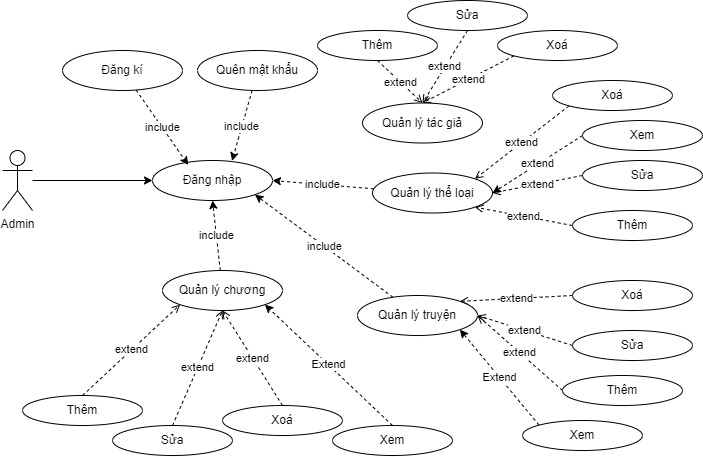 Sửa
Thêm
Xoá
extend
extend
extend
Đăng kí
Quên mật khẩu
Quản lý tác giả
include
include
Xoá
extend
Xem
extend
Sửa
extend
Thêm
extend
Admin
Đăng nhập
include
Quản lý thể loại
include
include
Quản lý chương
Quản lý truyện
extend
Xoá
extend
Sửa
extend
Thêm
Extend
Xem
extend
extend
extend
Extend
Thêm
Sửa
Xoá
Xem